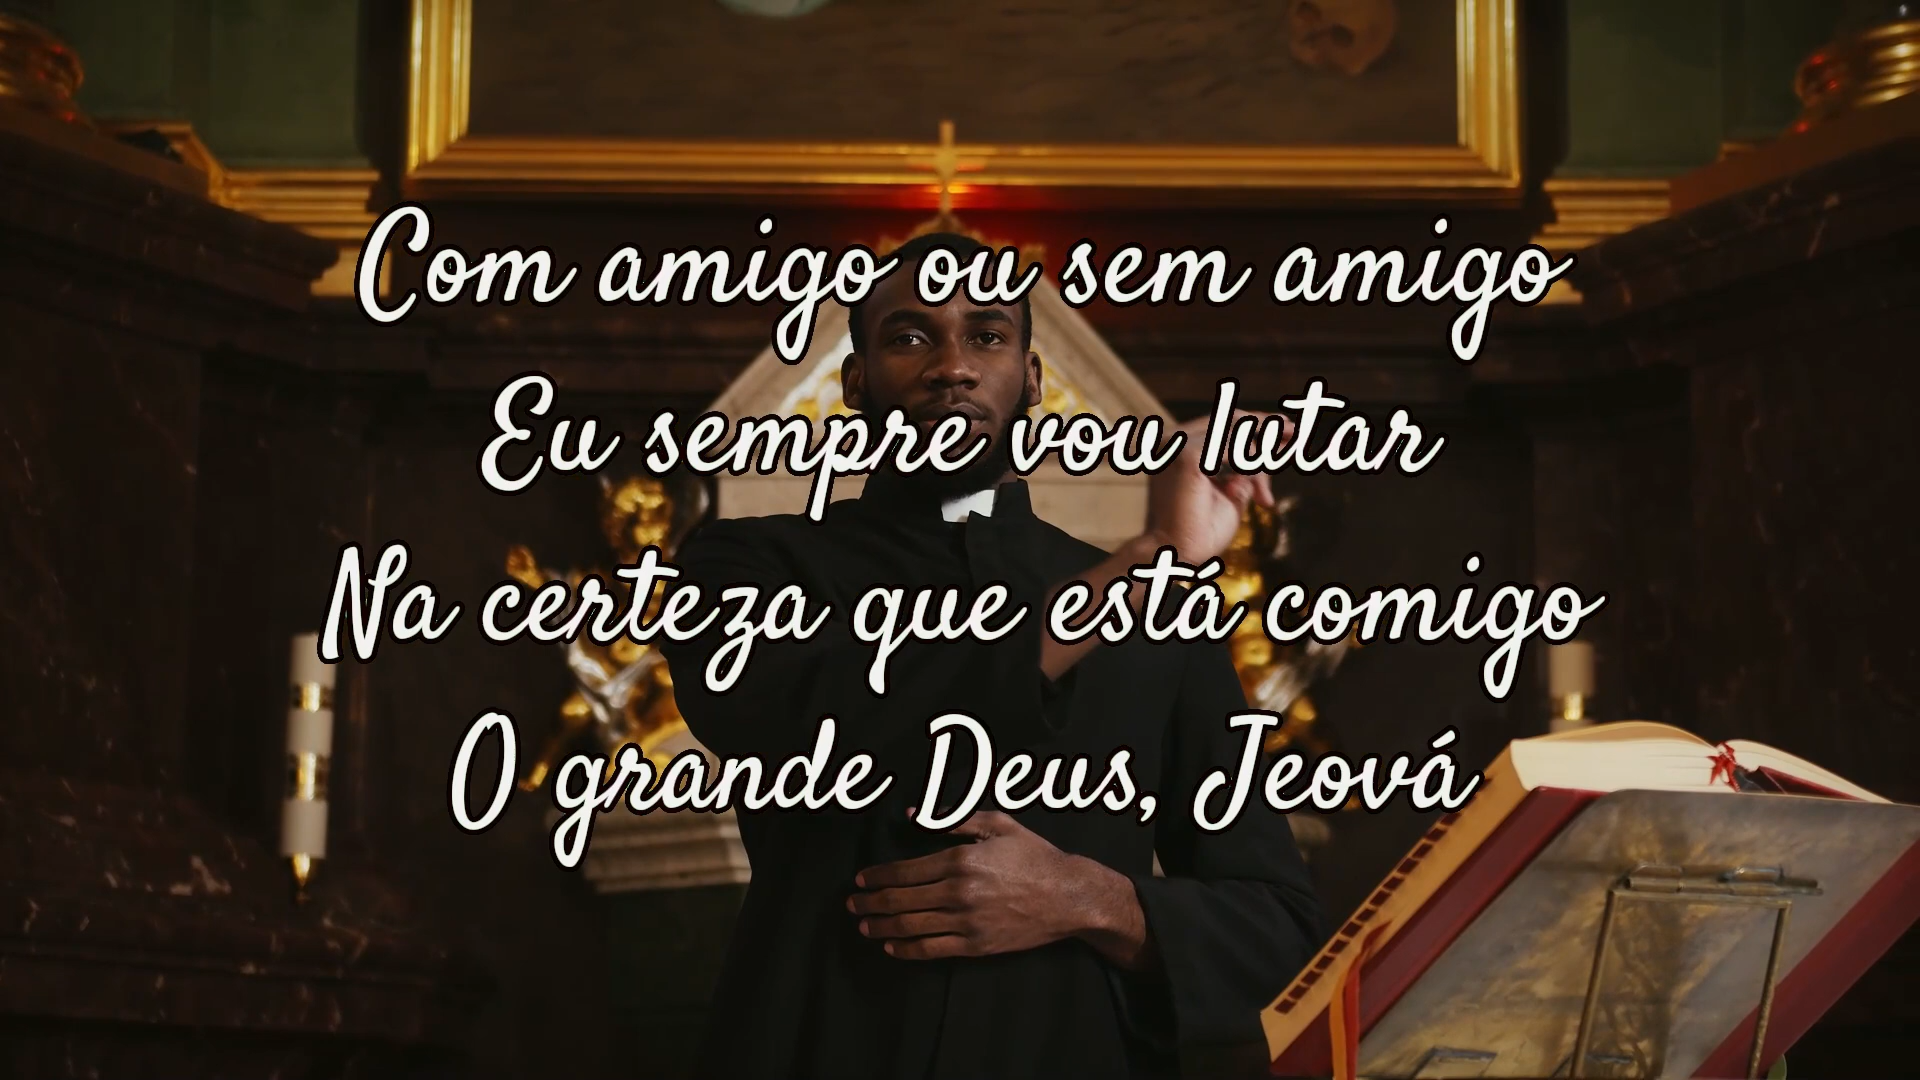 Com amigo ou sem amigo
Eu sempre vou lutar
Na certeza que está comigo
O grande Deus, Jeová